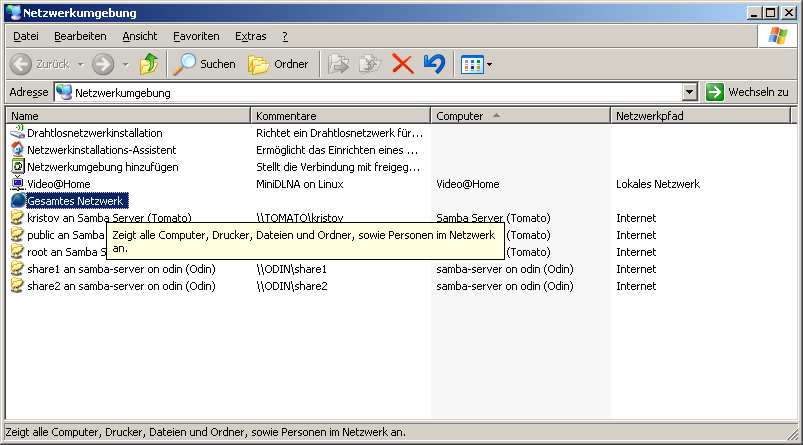 Netzwerkumgebung
Datei Bearbeiten Ansicht Favoriten Extras ?
Zurück Suchen Ordner
Adresse Netzwerkumgebung Wechseln zu
Name Kommentare Computer Netzwerkpfad
Drahtlosnetzwerkinstallation Richtet ein Drahtlosnetzwerk für...
Netzwerkinstallations-Assistent Ermöglicht das Einrichten eines ...
Netzwerkumgebung hinzufügen Stellt die Verbindung mit freigeg...
Video@Home MiniDLNA on Linux Video@Home Lokales Netzwerk
Gesamtes Netzwerk
kristov an Samba Server (Tomato) \\TOMATO\kristov Samba Server (Tomato) Internet
public an Samba (Tomato) Internet
root an Samba (Tomato) Internet
Zeigt alle Computer, Drucker, Dateien und Ordner, sowie Personen im Netzwerk
an.
share1 an samba-server on odin (Odin) \\ODIN\share1 samba-server on odin (Odin) Internet
share2 an samba-server on odin (Odin) \\ODIN\share2 samba-server on odin (Odin) Internet
Zeigt alle Computer, Drucker, Dateien und Ordner, sowie Personen im Netzwerk an.